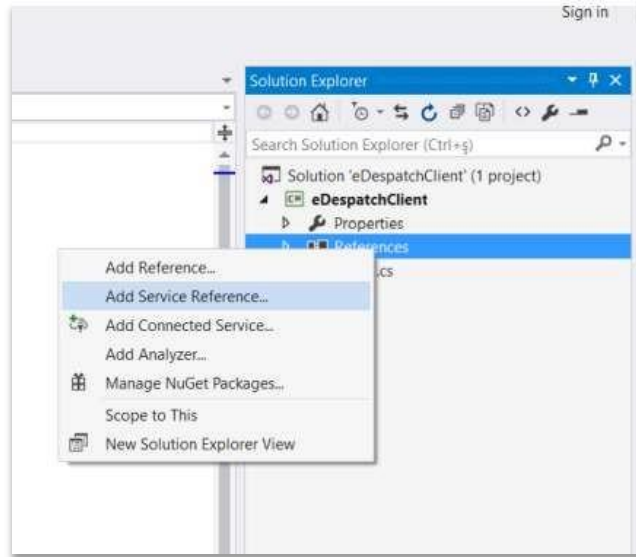 Sign in
Solution Explorer
Search Solution Explorer (Ctrl+ş)
Solution 'eDespatchClient' (1 project)
C# eDespatchClient
Properties
References
.cs
Add Reference...
Add Service Reference...
Add Connected Service...
Add Analyzer...
Manage NuGet Packages...
Scope to This
New Solution Explorer View